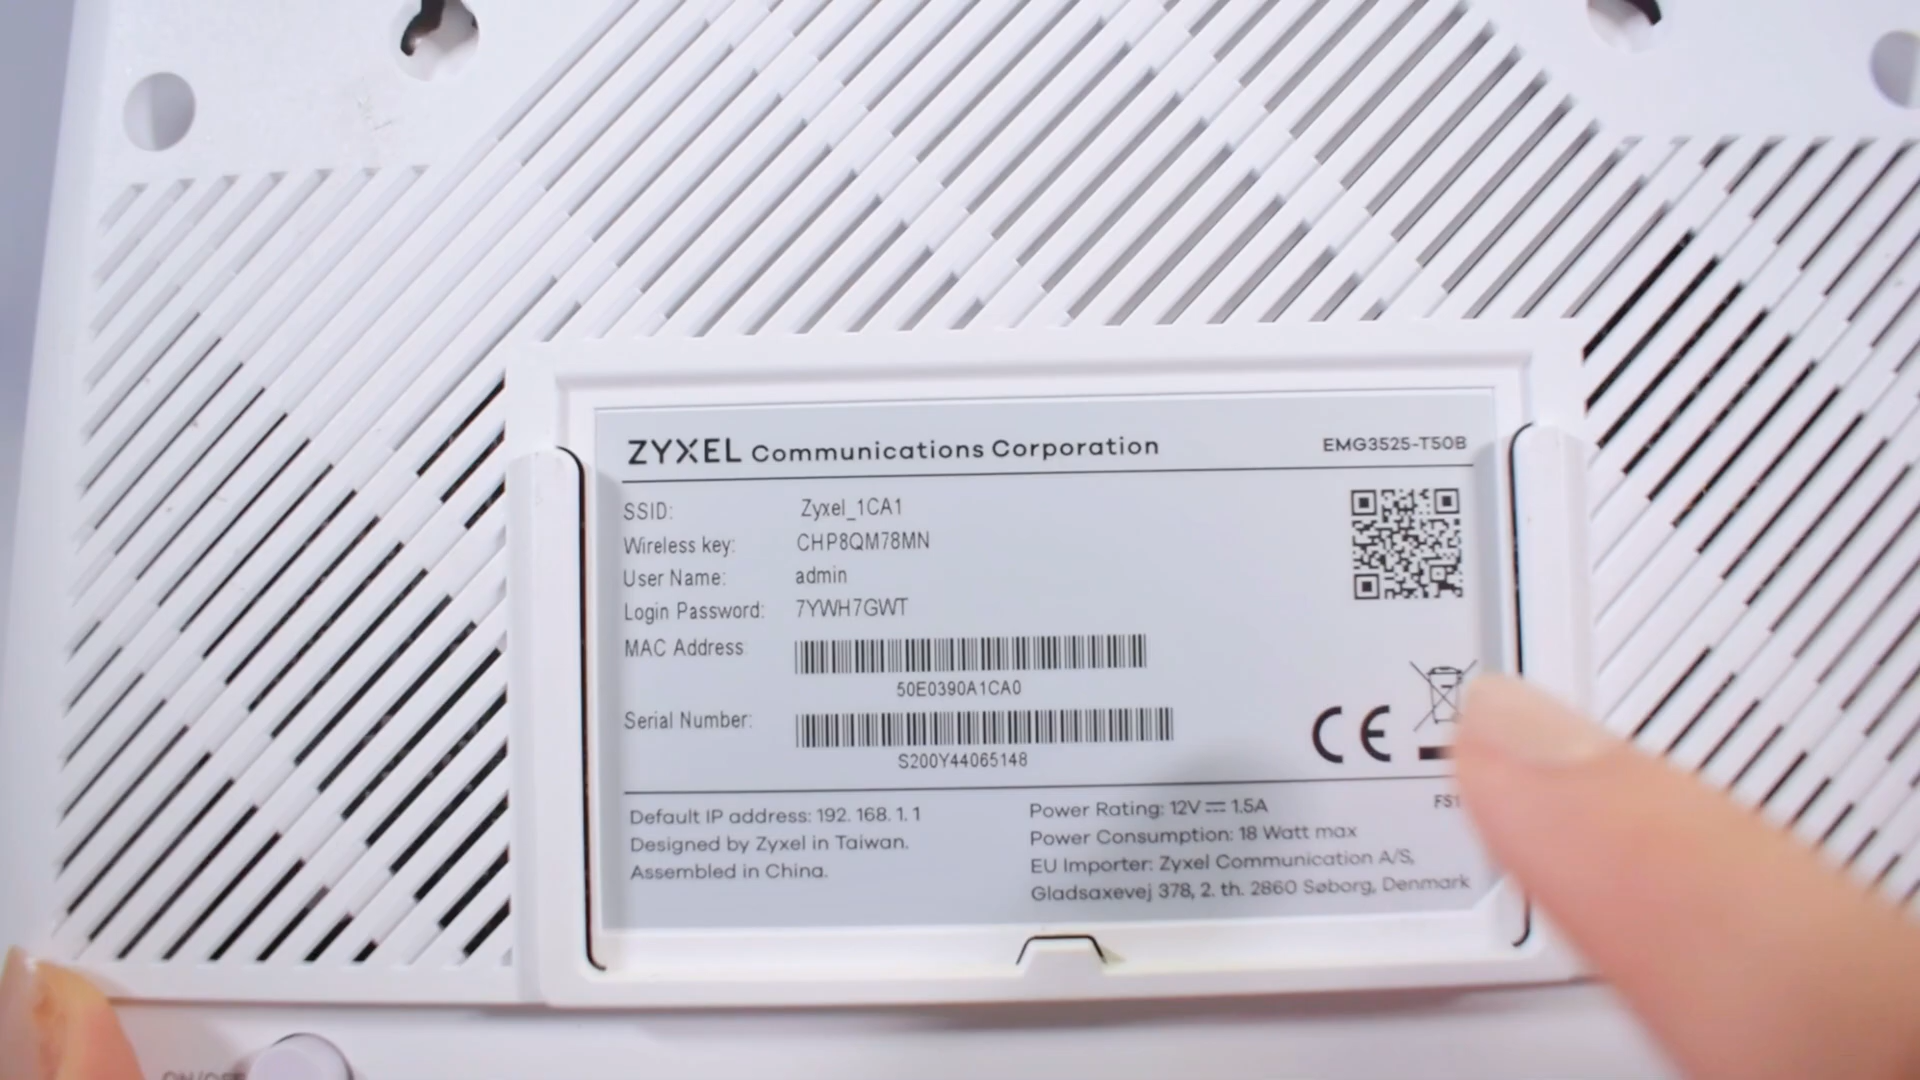 ZYXEL Communications Corporation EMG3525-T50B
SSID: Zyxel_1CA1
Wireless key: CHP8QM78MN
User Name: admin
Login Password: 7YWH7GWT
MAC Address
50E0390A1CA0
Serial Number:
S200Y44065148
CE
Default IP address: 192.168.1.1
Designed by Zyxel in Taiwan.
Assembled in China.
Power Rating: 12V ⎓ 1.5A
Power Consumption: 18 Watt max
EU Importer: Zyxel Communication A/S,
Gladsaxevej 378, 2. th. 2860 Søborg, Denmark
ON/OFF